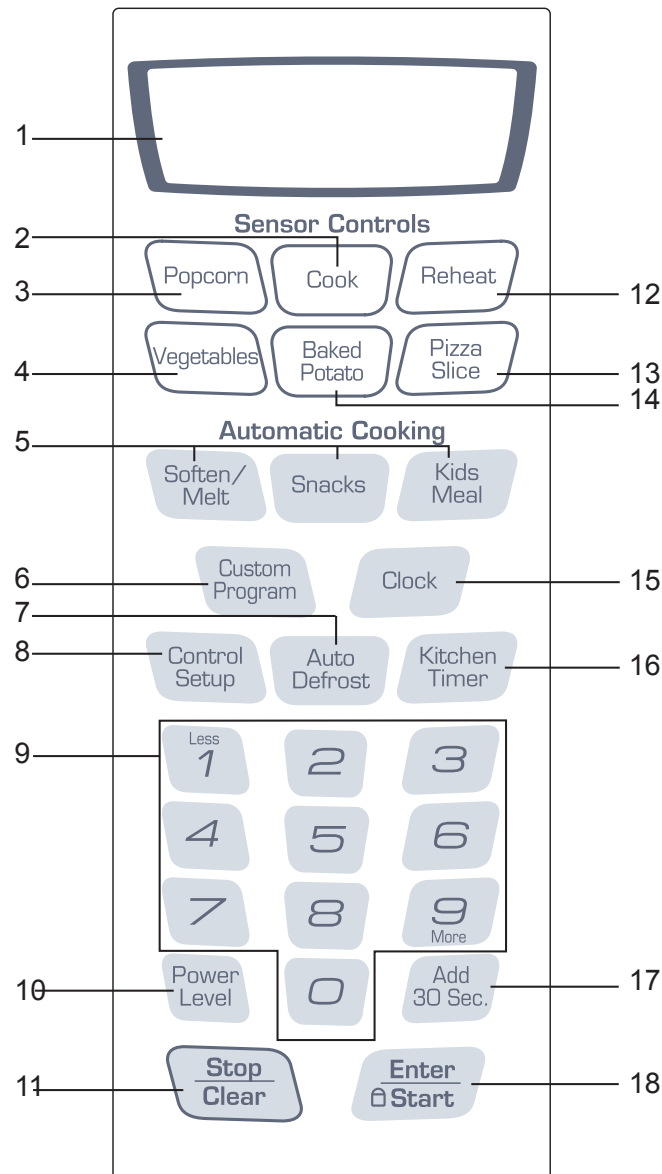 1
Sensor Controls
2
Popcorn
Cook
Reheat
3
12
Vegetables
Baked
Potato
Pizza
Slice
4
13
14
Automatic Cooking
5
Soften/
Melt
Snacks
Kids
Meal
6
Custom
Program
Clock
15
7
8
Control
Setup
Auto
Defrost
Kitchen
Timer
16
9
Less
1
2
3
4
5
6
7
8
9
More
10
Power
Level
0
Add
30 Sec.
17
11
Stop
Clear
Enter
Start
18